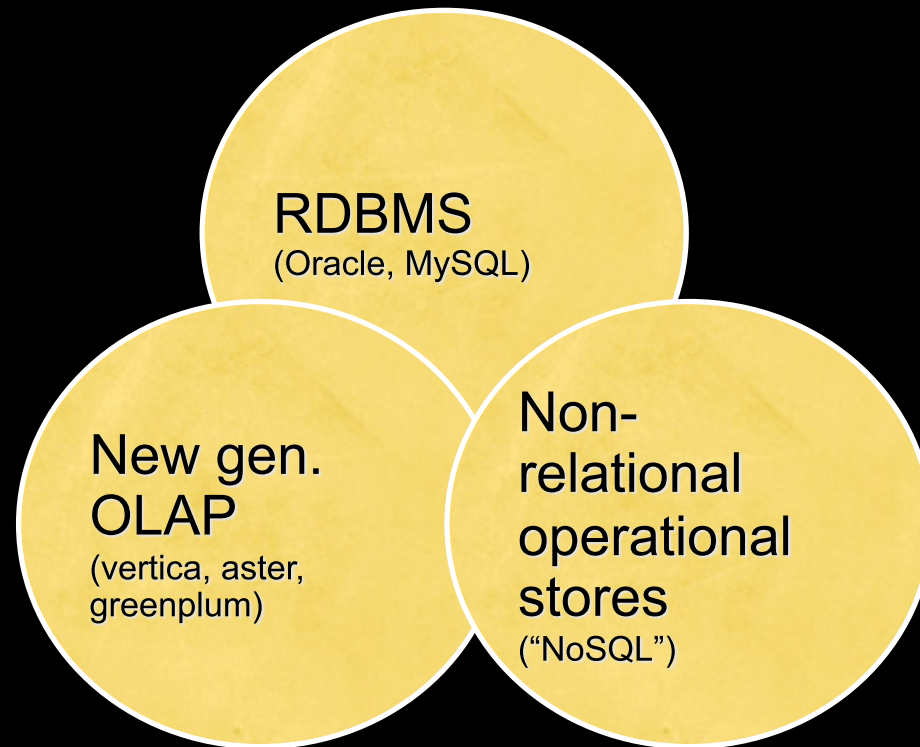 RDBMS
(Oracle, MySQL)
New gen.
OLAP
(vertica, aster,
greenplum)
Non-
relational
operational
stores
(“NoSQL”)